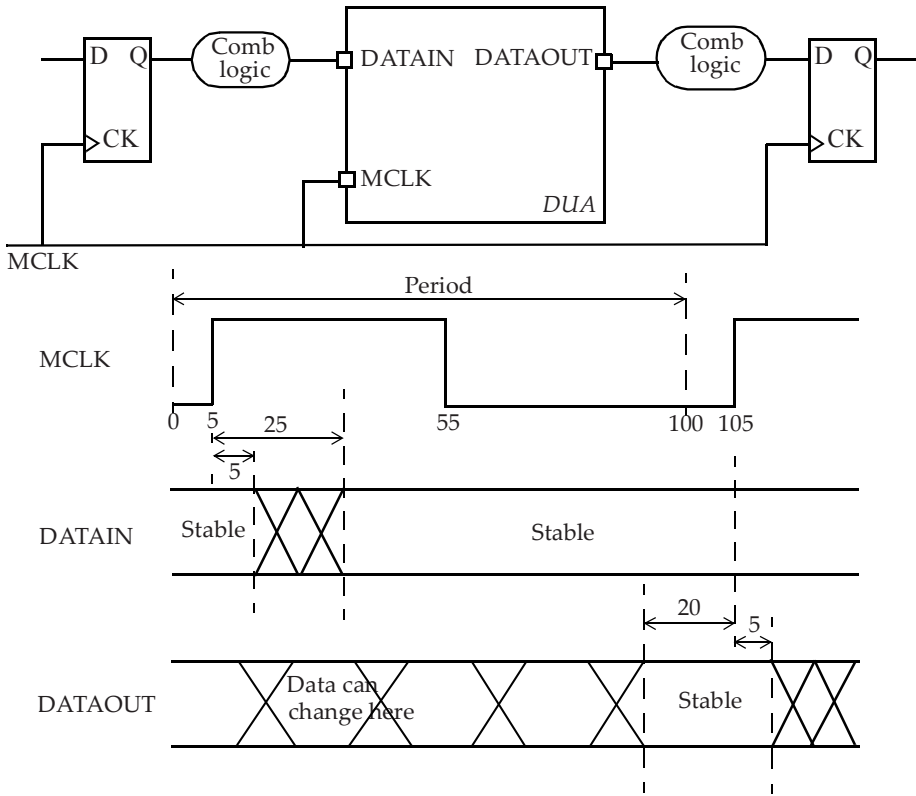 D Q
Comb
logic
DATAIN DATAOUT
Comb
logic
D Q
CK
CK
MCLK
DUA
MCLK
Period
MCLK
0 5 55 100 105
25
5
DATAIN
Stable
Stable
20
5
DATAOUT
Data can
change here
Stable